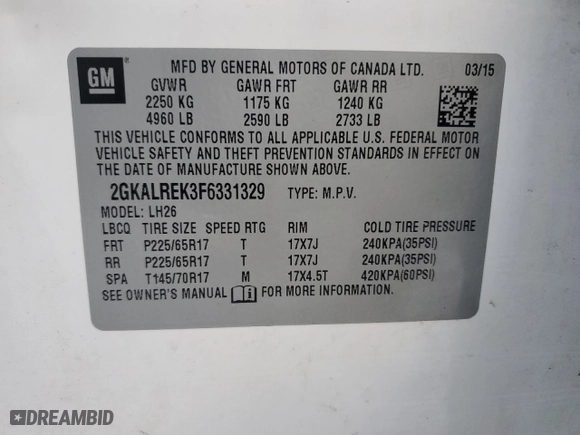 GM
MFD BY GENERAL MOTORS OF CANADA LTD. 03/15
GVWR GAWR FRT GAWR RR
2250 KG 1175 KG 1240 KG
4960 LB 2590 LB 2733 LB
THIS VEHICLE CONFORMS TO ALL APPLICABLE U.S. FEDERAL MOTOR
VEHICLE SAFETY AND THEFT PREVENTION STANDARDS IN EFFECT ON
THE DATE OF MANUFACTURE SHOWN ABOVE.
2GKALREK3F6331329 TYPE: M.P.V.
MODEL: LH26
LBCQ TIRE SIZE SPEED RTG RIM COLD TIRE PRESSURE
FRT P225/65R17 T 17X7J 240KPA(35PSI)
RR P225/65R17 T 17X7J 240KPA(35PSI)
SPA T145/70R17 M 17X4.5T 420KPA(60PSI)
SEE OWNER'S MANUAL FOR MORE INFORMATION.
DREAMBID